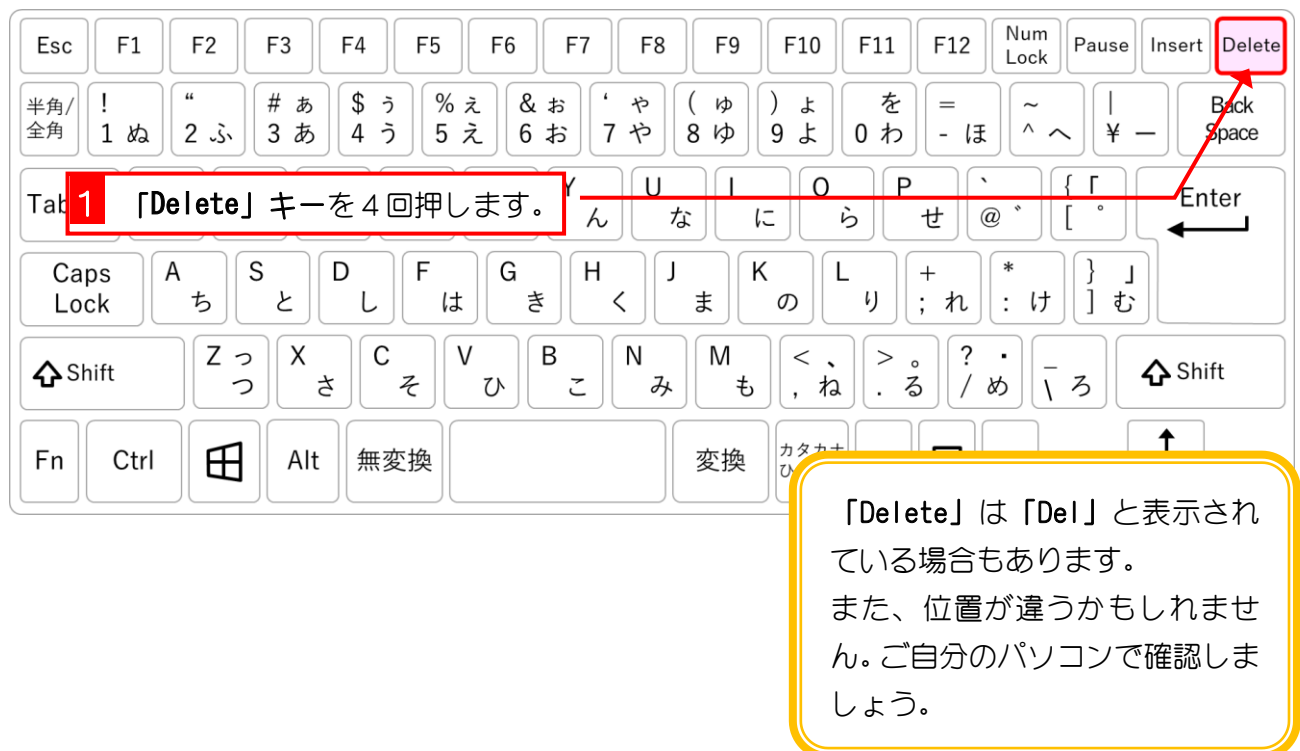 Esc F1 F2 F3 F4 F5 F6 F7 F8 F9 F10 F11 F12 Num Lock Pause Insert Delete
半角/全角 ! 1 ぬ “ 2 ふ # ぁ 3 あ $ ぅ 4 う % ぇ 5 え & ぉ 6 お ‘ ゃ 7 や ( ゅ 8 ゆ ) ょ 9 よ を 0 わ = - ほ ~ ^ へ | ¥ ー Back Space
Tab Y ん U な I に O ら P せ ` @ ゛ { 「 [ ゜ Enter
1 「Delete」キーを４回押します。
Caps Lock A ち S と D し F は G き H く J ま K の L り + ; れ * : け } 」 ] む
Shift Z っ つ X さ C そ V ひ B こ N み M も < 、 , ね > 。 . る ? ・ / め _ \ ろ Shift
Fn Ctrl Alt 無変換 変換 カタカナ ひ
「Delete」は「Del」と表示され
ている場合もあります。
また、位置が違うかもしれませ
ん。ご自分のパソコンで確認しま
しょう。